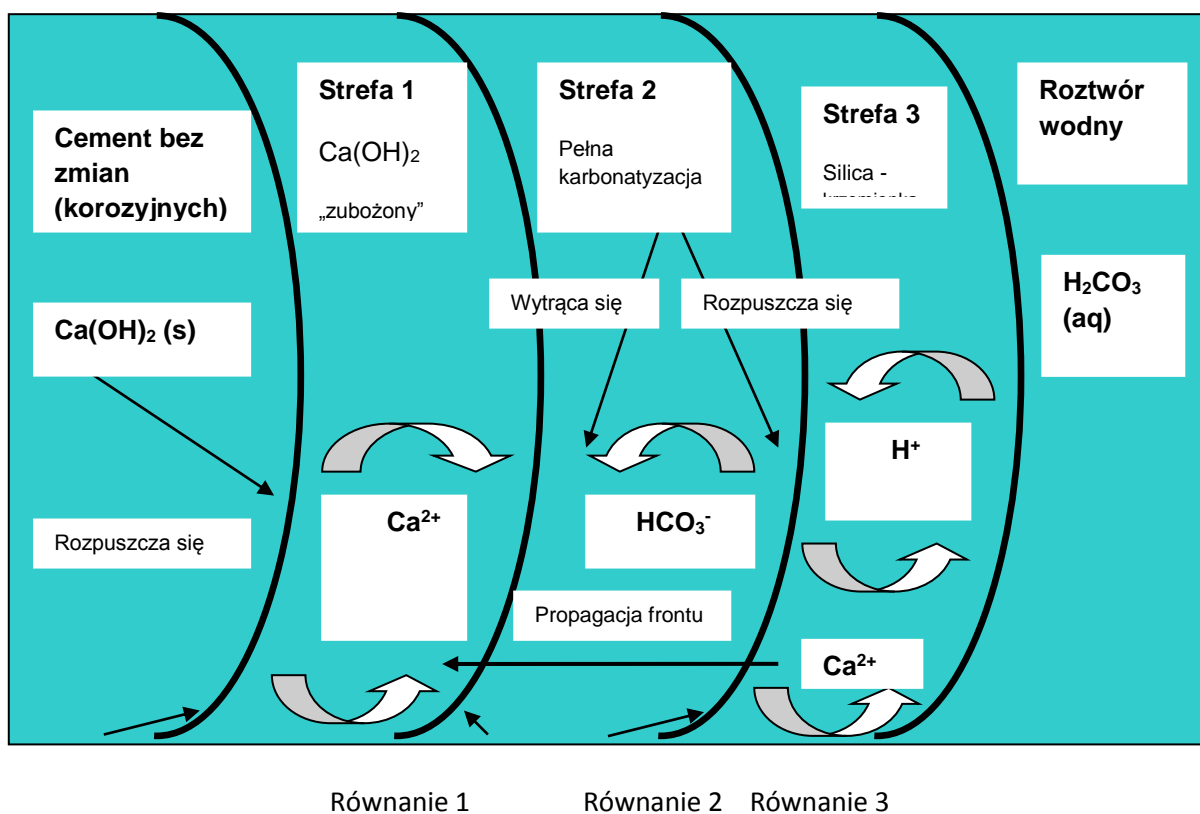 Cement bez
zmian
(korozyjnych)
Ca(OH)₂ (s)
Rozpuszcza się
Strefa 1
Ca(OH)₂
„zubożony”
Ca²⁺
Strefa 2
Pełna
karbonatyzacja
Wytrąca się
Rozpuszcza się
HCO₃⁻
Propagacja frontu
Strefa 3
Silica -
H⁺
Ca²⁺
Roztwór
wodny
H₂CO₃
(aq)
Równanie 1
Równanie 2
Równanie 3